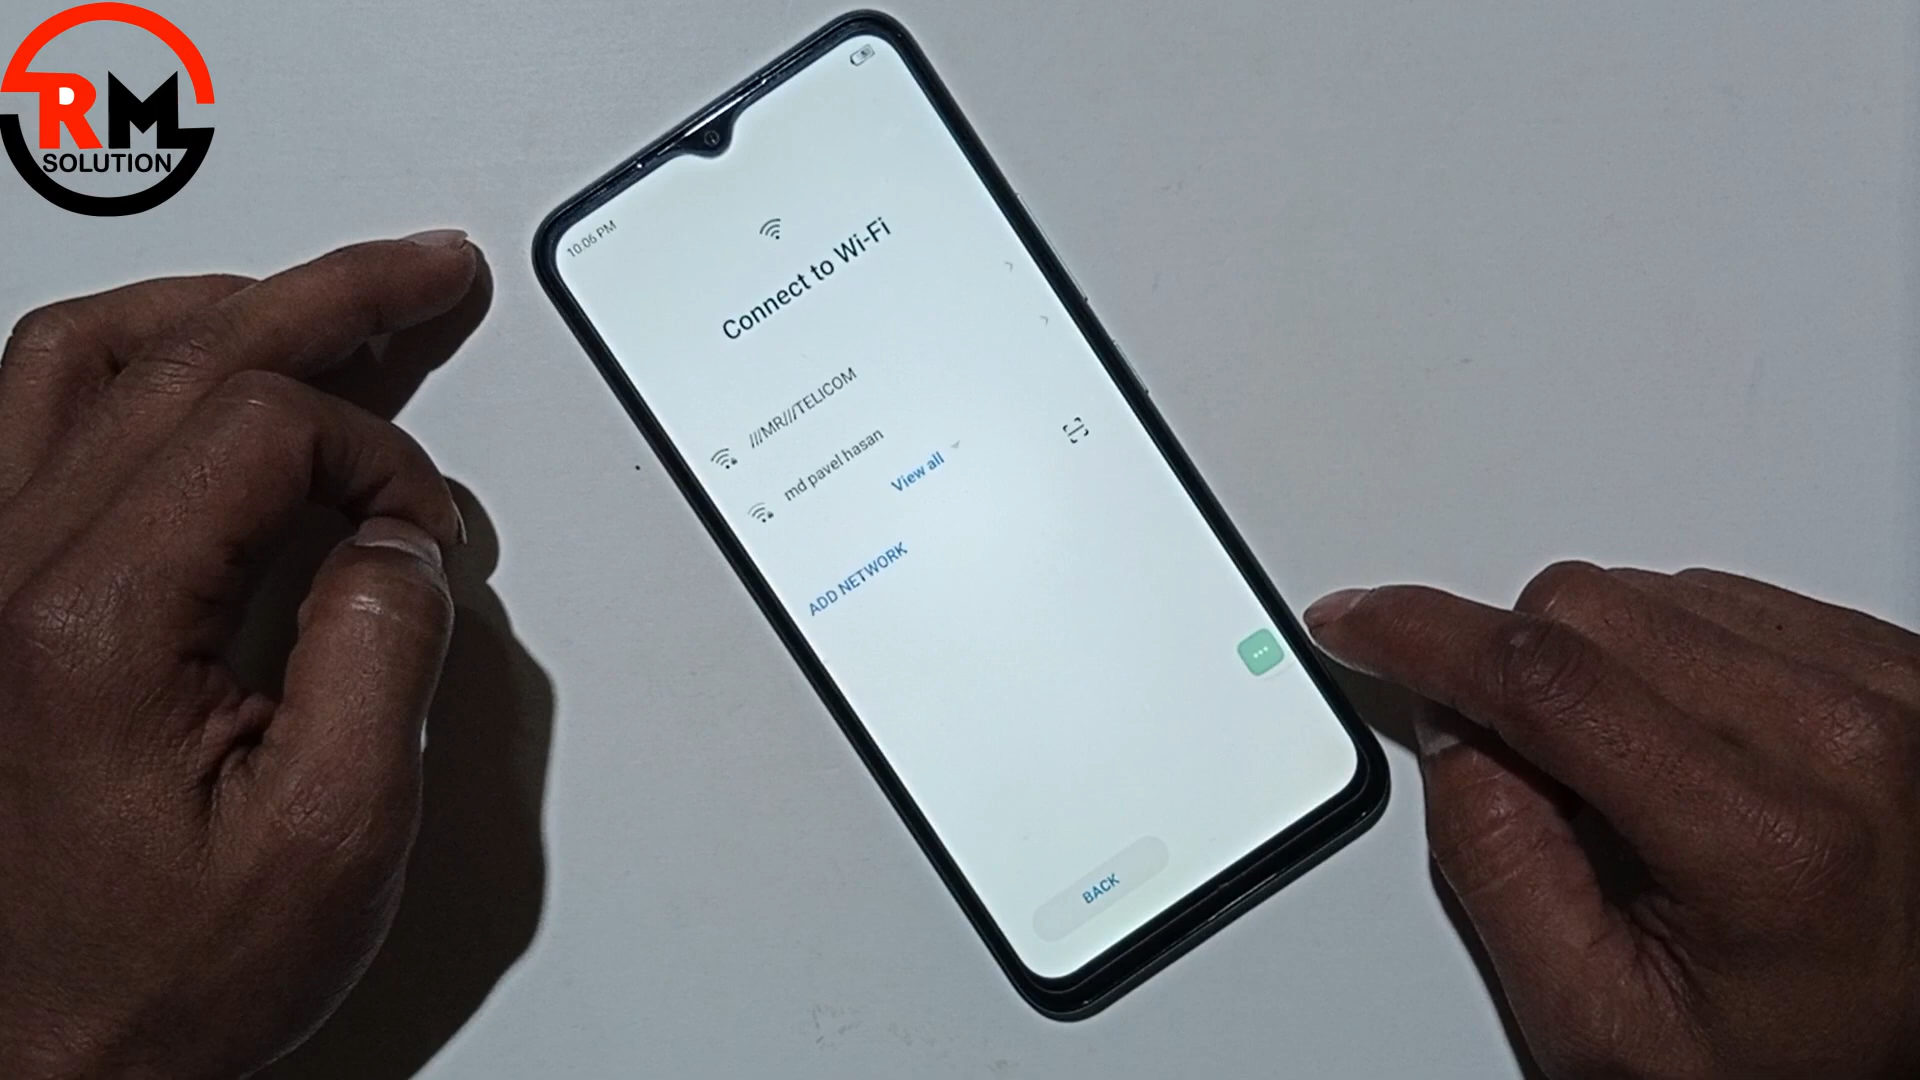 RM
SOLUTION
10:06 PM
Connect to Wi-Fi
///MR///TELICOM
md pavel hasan
View all
ADD NETWORK
BACK